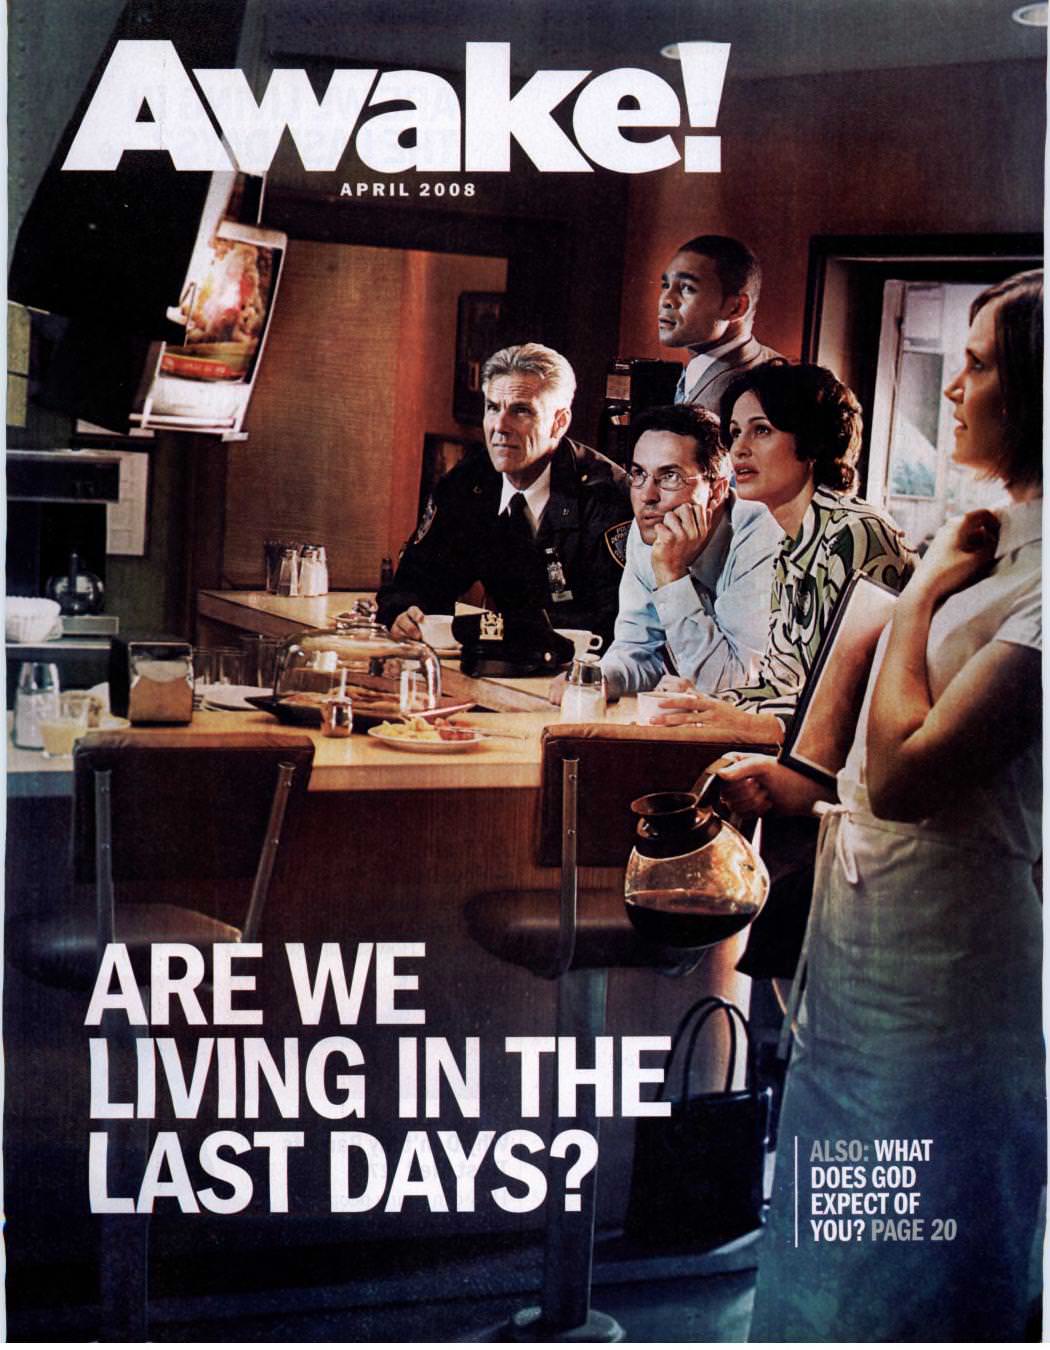 Awake!
APRIL 2008
ARE WE
LIVING IN THE
LAST DAYS?
ALSO: WHAT
DOES GOD
EXPECT OF
YOU? PAGE 20